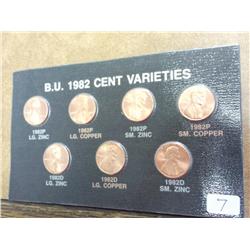 B.U. 1982 CENT VARIETIES
1982P LG. ZINC
1982P LG. COPPER
1982P SM. ZINC
1982P SM. COPPER
1982D LG. ZINC
1982D LG. COPPER
1982D SM. ZINC
7